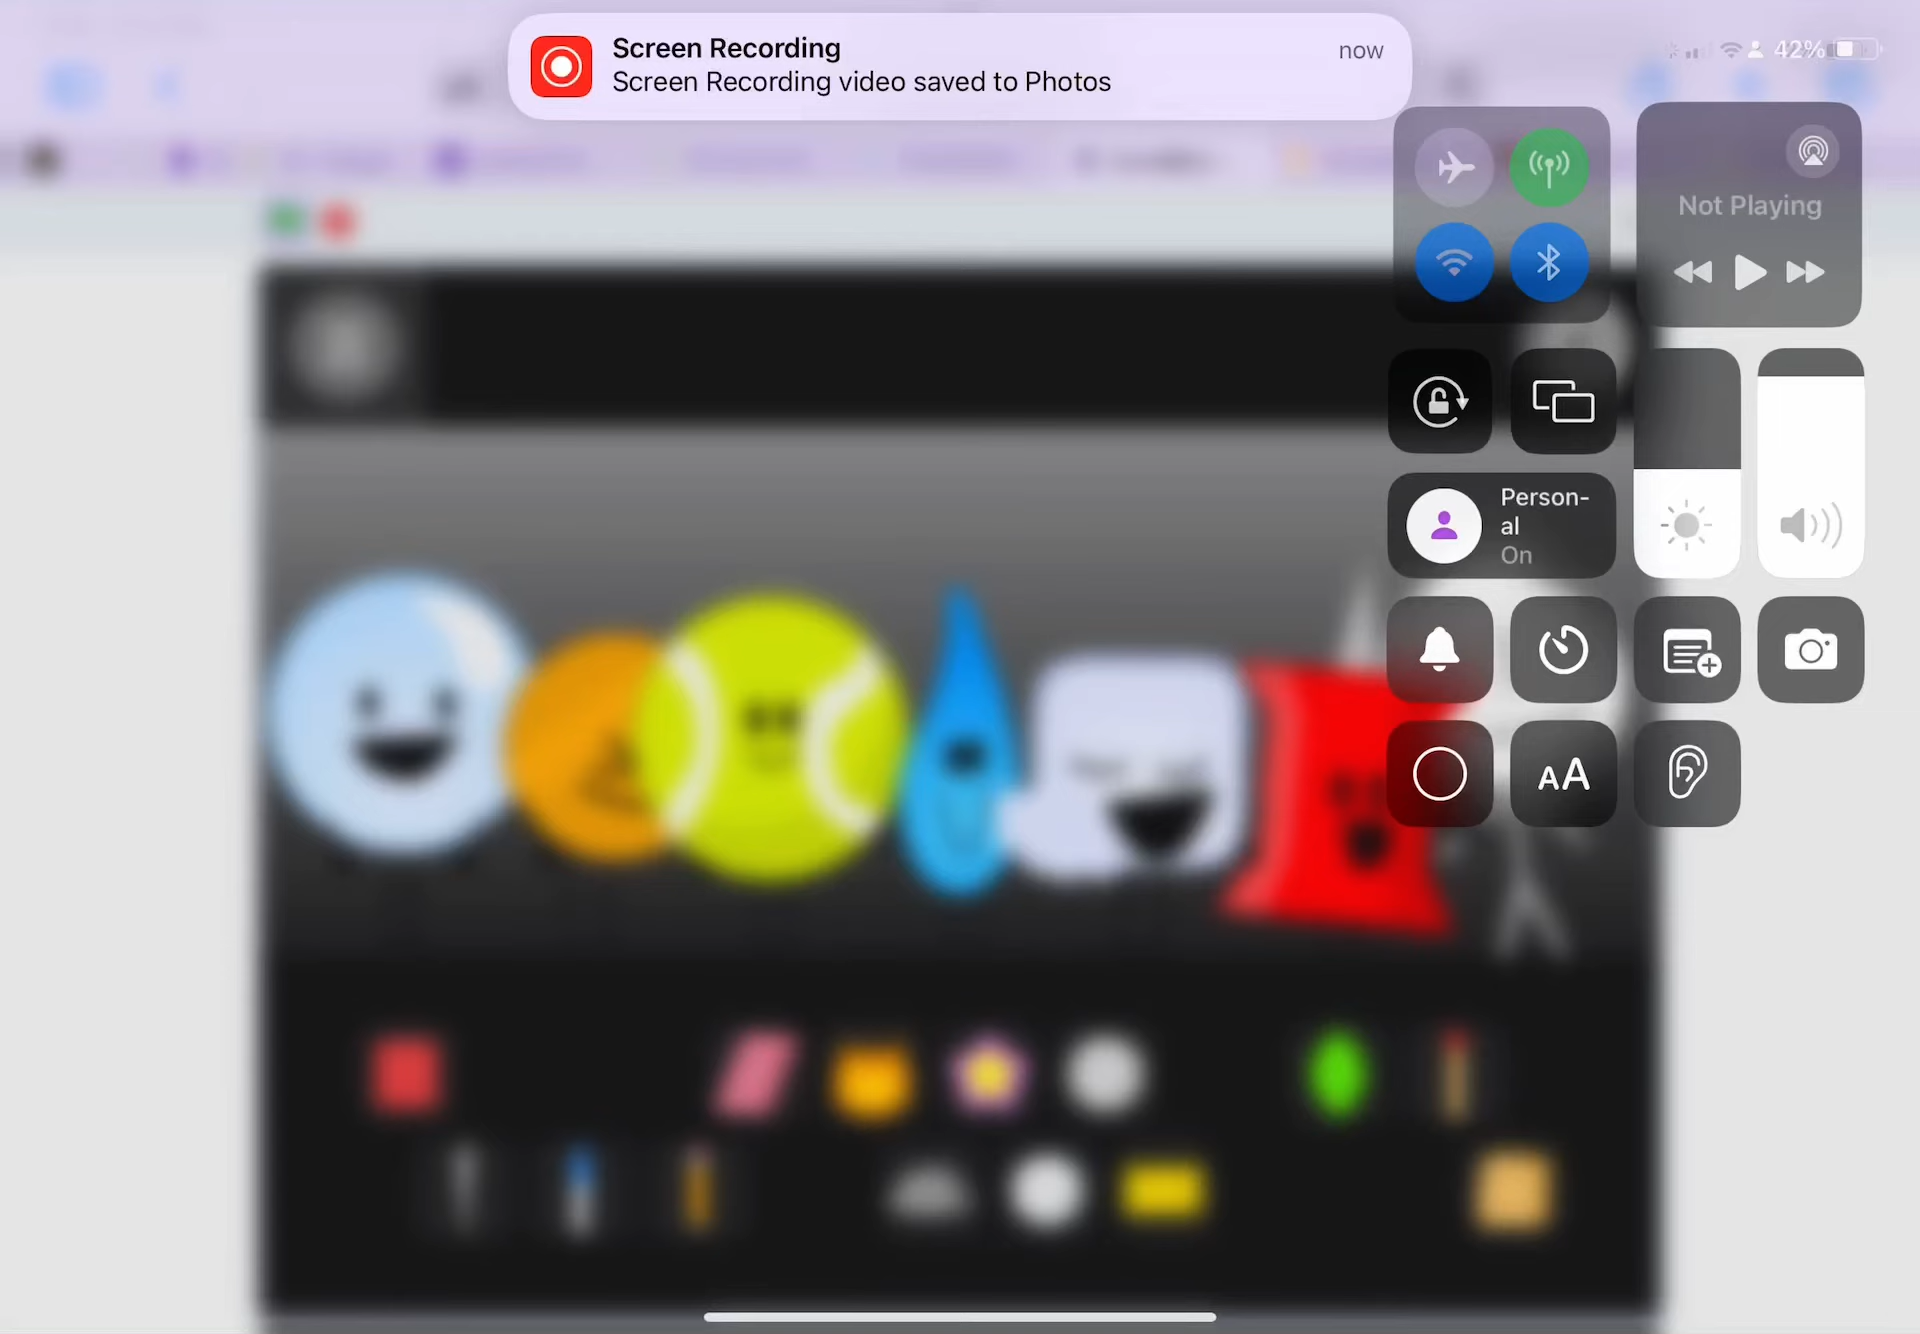 Screen Recording
now
Screen Recording video saved to Photos
42%
Not Playing
Person-
al
On
AA